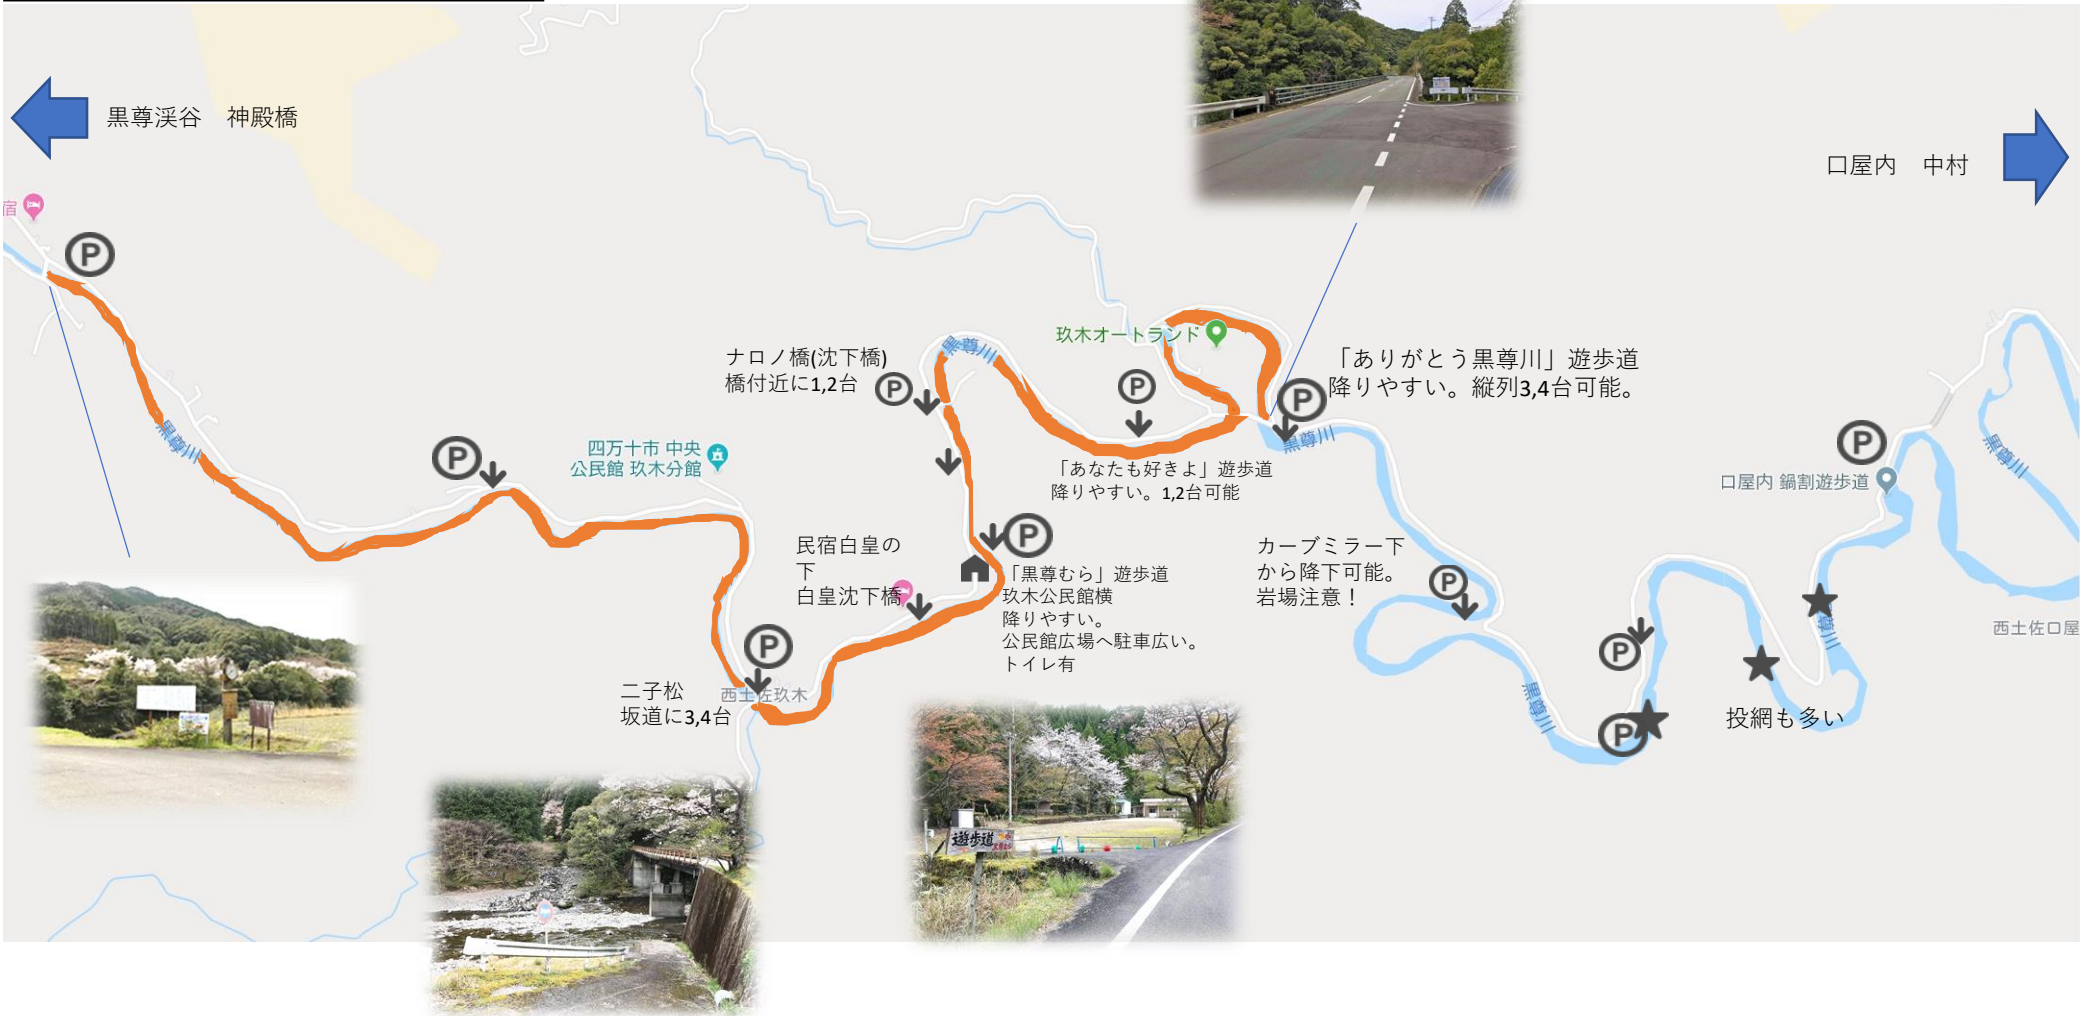 黒尊渓谷　神殿橋
口屋内　中村
宿
P
玖木オートランド
ナロノ橋(沈下橋)
橋付近に1,2台
P
黒尊川
P
「ありがとう黒尊川」遊歩道
降りやすい。縦列3,4台可能。
P
黒尊川
黒尊川
四万十市 中央
公民館 玖木分館
P
「あなたも好きよ」遊歩道
降りやすい。1,2台可能
P
口屋内 鍋割遊歩道
黒尊川
民宿白皇の
下
白皇沈下橋
P
「黒尊むら」遊歩道
玖木公民館横
降りやすい。
公民館広場へ駐車広い。
トイレ有
カーブミラー下
から降下可能。
岩場注意！
P
P
黒尊川
西土佐口屋
P
二子松
坂道に3,4台
西土佐玖木
黒尊川
P
投網も多い
遊歩道